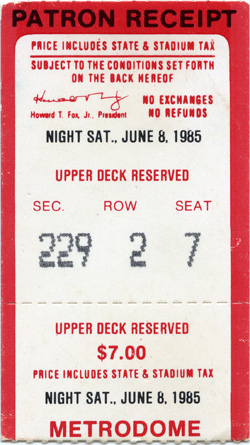 PATRON RECEIPT
PRICE INCLUDES STATE & STADIUM TAX
SUBJECT TO THE CONDITIONS SET FORTH
ON THE BACK HEREOF
NO EXCHANGES
Howard T. Fox, Jr., President NO REFUNDS
NIGHT SAT., JUNE 8, 1985
UPPER DECK RESERVED
SEC. ROW SEAT
229 2 7
UPPER DECK RESERVED
$7.00
PRICE INCLUDES STATE & STADIUM TAX
NIGHT SAT., JUNE 8, 1985
METRODOME